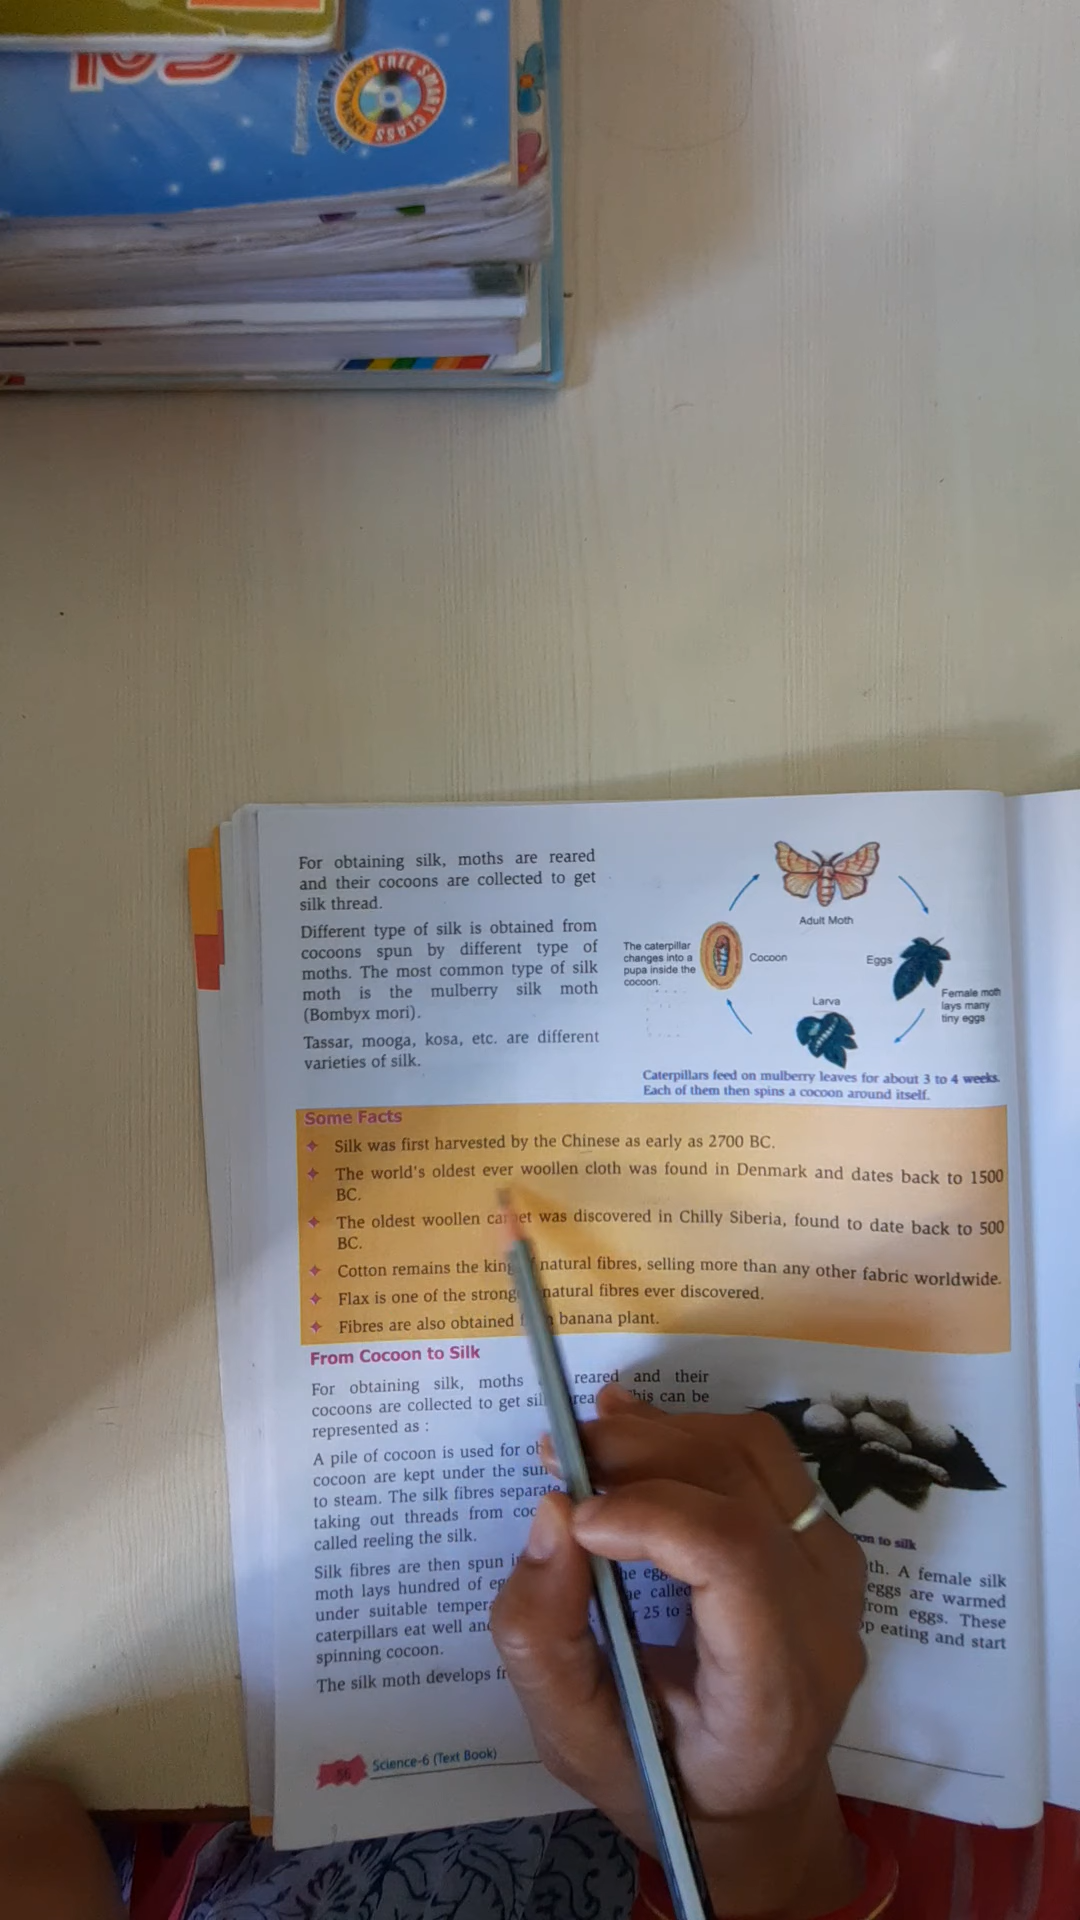 FREE SMART CLASS
SOFTWARE
For obtaining silk, moths are reared
and their cocoons are collected to get
silk thread.
Different type of silk is obtained from
cocoons spun by different type of
moths. The most common type of silk
moth is the mulberry silk moth
(Bombyx mori).
Tassar, mooga, kosa, etc. are different
varieties of silk.
Adult Moth
The caterpillar
changes into a
pupa inside the
cocoon.
Cocoon
Eggs
Female moth
lays many
tiny eggs
Larva
Caterpillars feed on mulberry leaves for about 3 to 4 weeks.
Each of them then spins a cocoon around itself.
Some Facts
Silk was first harvested by the Chinese as early as 2700 BC.
The world's oldest ever woollen cloth was found in Denmark and dates back to 1500
BC.
The oldest woollen carpet was discovered in Chilly Siberia, found to date back to 500
BC.
Cotton remains the king natural fibres, selling more than any other fabric worldwide.
Flax is one of the natural fibres ever discovered.
Fibres are also obtained banana plant.
From Cocoon to Silk
For obtaining silk, moths reared and their
cocoons are collected to get This can be
represented as :
A pile of cocoon is used for
cocoon are kept under the sun
to steam. The silk fibres separate
taking out threads from
called reeling the silk.
on to silk
Silk fibres are then spun th. A female silk
moth lays hundred of eggs are warmed
under suitable from eggs. These
caterpillars eat well and 25 to eating and start
spinning cocoon.
The silk moth develops
56 Science-6 (Text Book)